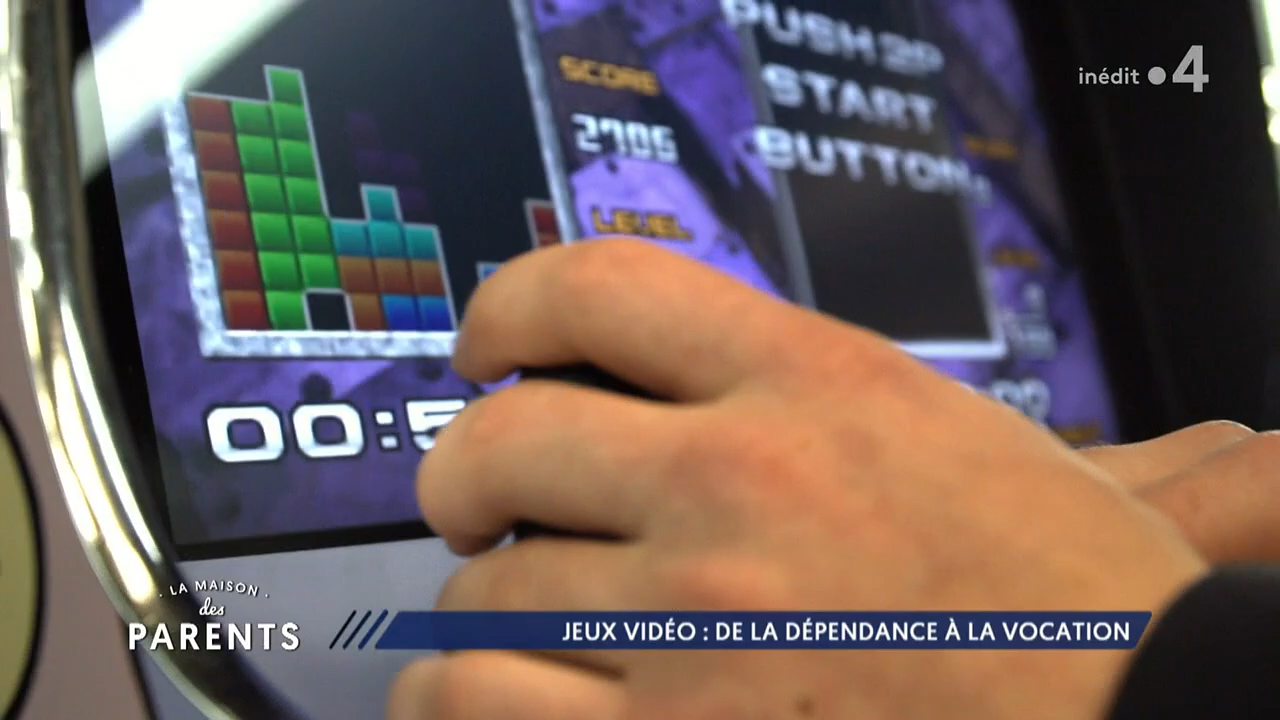 PUSH 2P
START
BUTTON
SCORE
2705
LEVEL
inédit 4
00:5
LA MAISON
des
PARENTS
JEUX VIDÉO : DE LA DÉPENDANCE À LA VOCATION